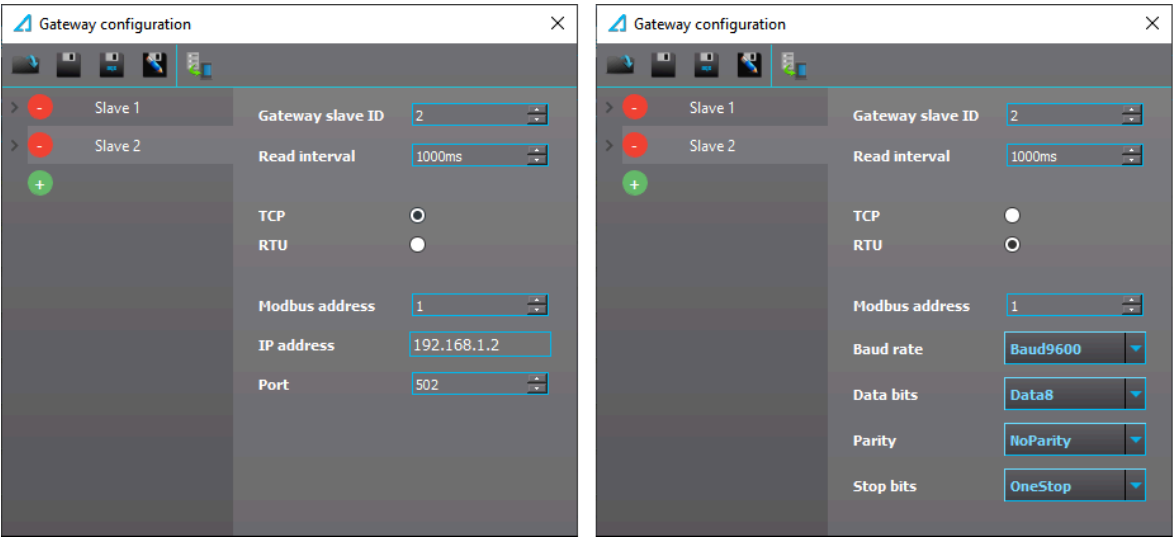 Gateway configuration
Slave 1
Slave 2
Gateway slave ID 2
Read interval 1000ms
TCP
RTU
Modbus address 1
IP address 192.168.1.2
Port 502
Gateway configuration
Slave 1
Slave 2
Gateway slave ID 2
Read interval 1000ms
TCP
RTU
Modbus address 1
Baud rate Baud9600
Data bits Data8
Parity NoParity
Stop bits OneStop